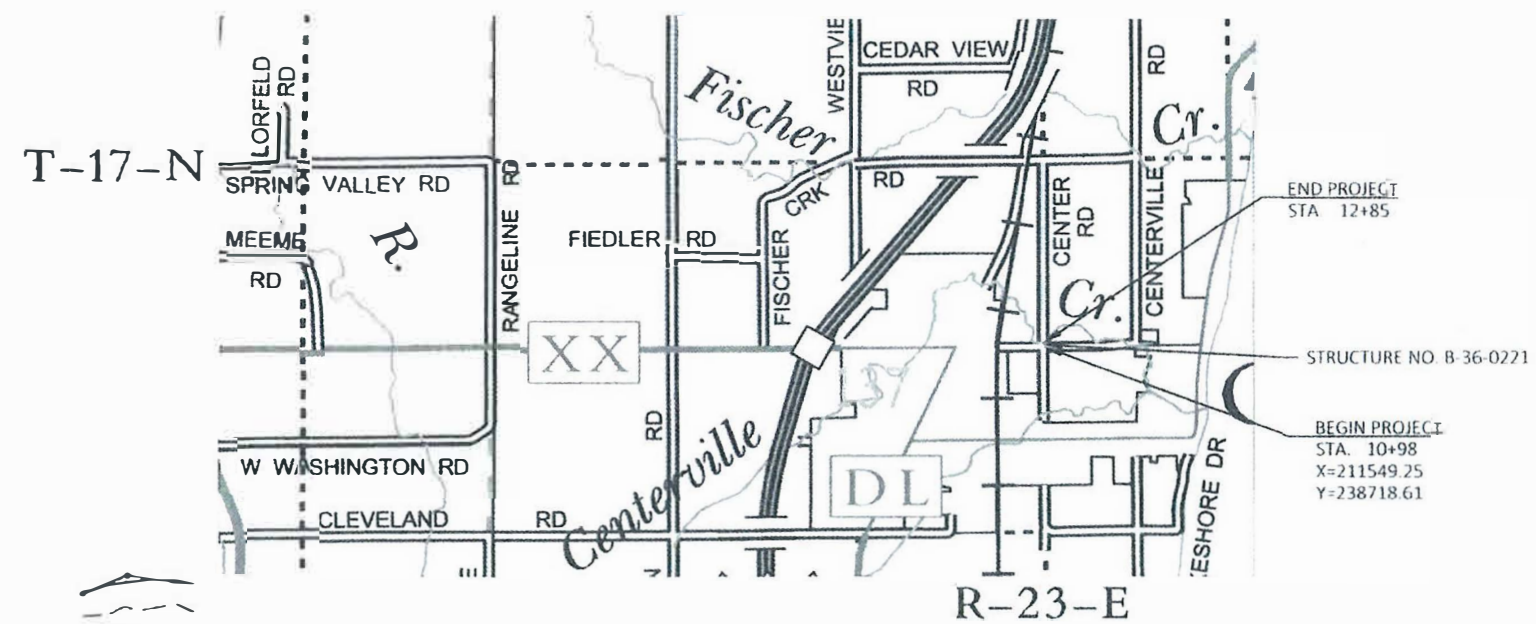 LORFELD
RD
WESTVIE
CEDAR VIEW
RD
RD
Fischer
Cr.
T-17-N
SPRING VALLEY RD
RD
CRK
RD
CENTER
RD
CENTERVILLE
END PROJECT
STA 12+85
MEEME
RD
R.
RANGELINE
FIEDLER RD
FISCHER
Cr.
XX
STRUCTURE NO. B-36-0221
BEGIN PROJECT
STA. 10+98
X=211549.25
Y=238718.61
RD
W WASHINGTON RD
Centerville
DL
KESHORE DR
CLEVELAND RD
R-23-E